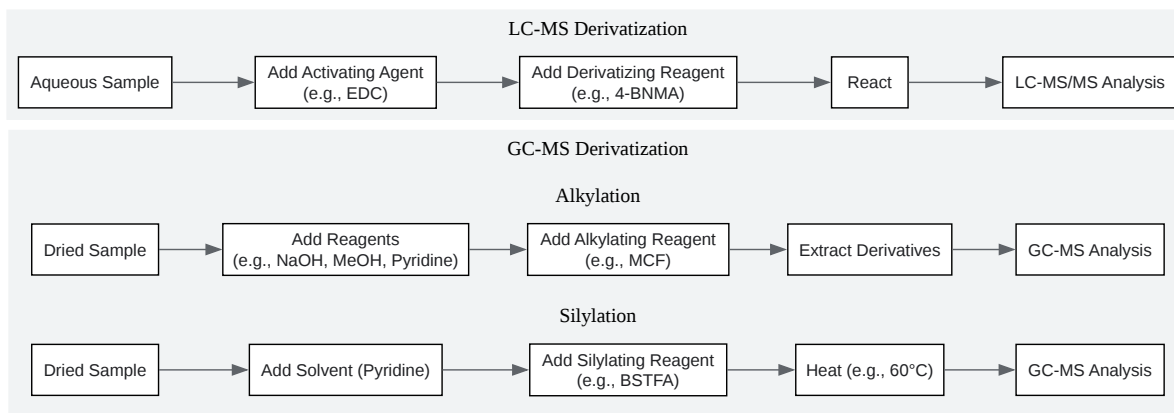 LC-MS Derivatization
Aqueous Sample
Add Activating Agent
(e.g., EDC)
Add Derivatizing Reagent
(e.g., 4-BNMA)
React
LC-MS/MS Analysis
GC-MS Derivatization
Alkylation
Dried Sample
Add Reagents
(e.g., NaOH, MeOH, Pyridine)
Add Alkylating Reagent
(e.g., MCF)
Extract Derivatives
GC-MS Analysis
Silylation
Dried Sample
Add Solvent (Pyridine)
Add Silylating Reagent
(e.g., BSTFA)
Heat (e.g., 60°C)
GC-MS Analysis